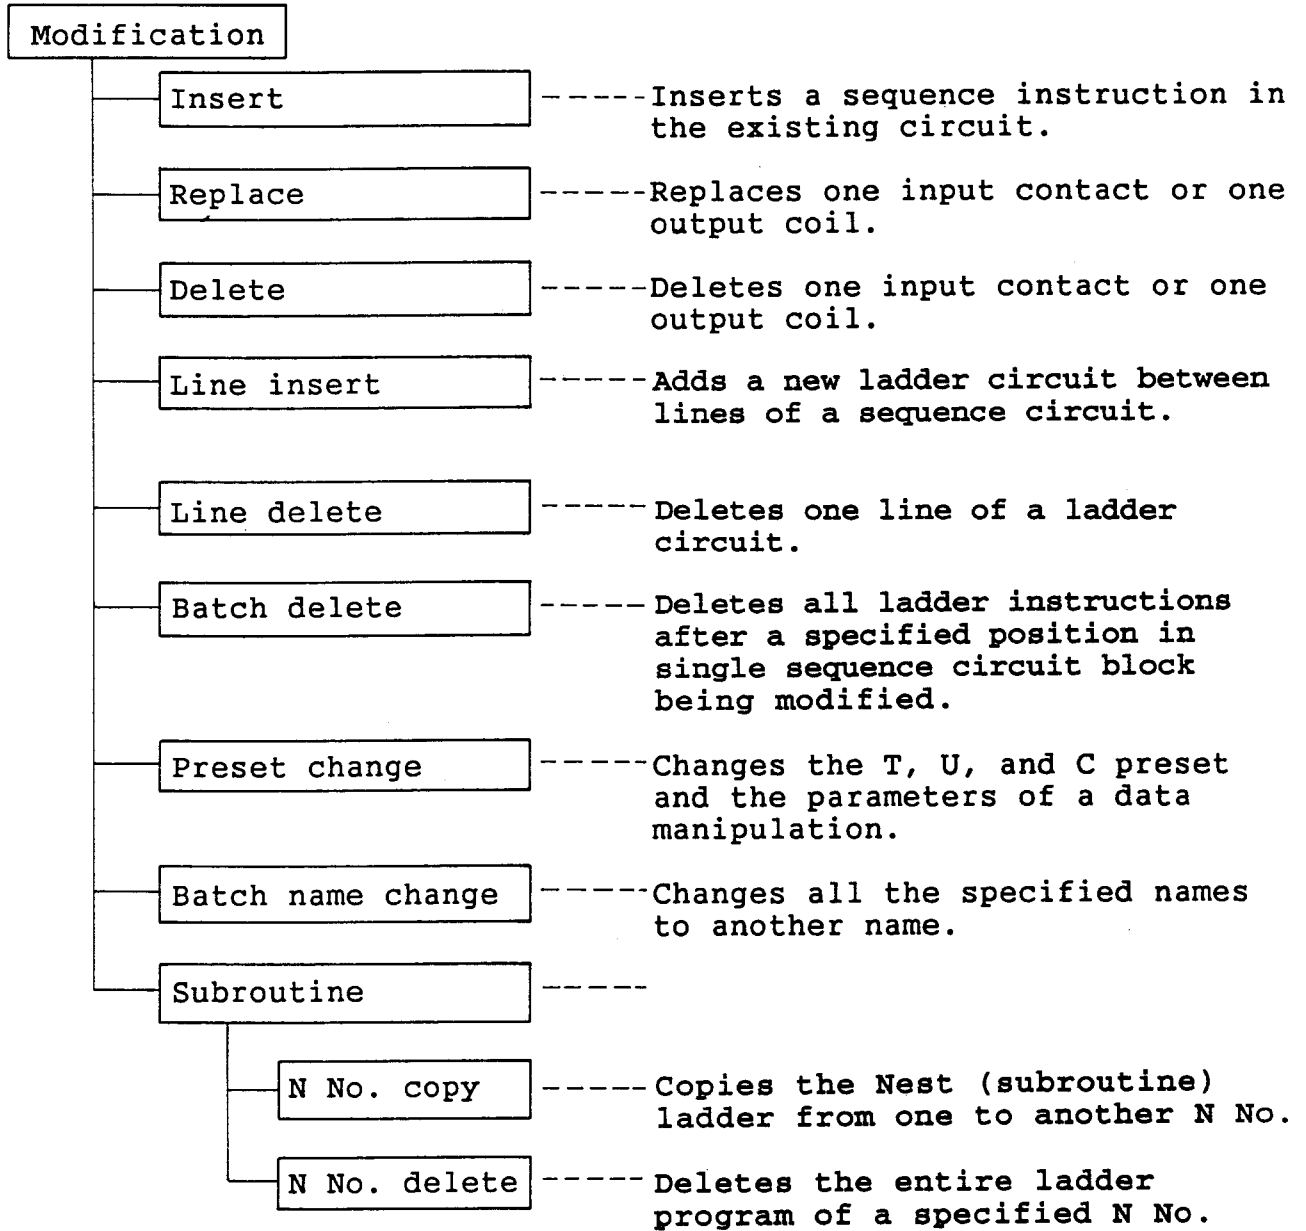 Modification
Insert -----Inserts a sequence instruction in
the existing circuit.
Replace -----Replaces one input contact or one
output coil.
Delete -----Deletes one input contact or one
output coil.
Line insert -----Adds a new ladder circuit between
lines of a sequence circuit.
Line delete -----Deletes one line of a ladder
circuit.
Batch delete -----Deletes all ladder instructions
after a specified position in
single sequence circuit block
being modified.
Preset change -----Changes the T, U, and C preset
and the parameters of a data
manipulation.
Batch name change -----Changes all the specified names
to another name.
Subroutine -----
N No. copy -----Copies the Nest (subroutine)
ladder from one to another N No.
N No. delete -----Deletes the entire ladder
program of a specified N No.